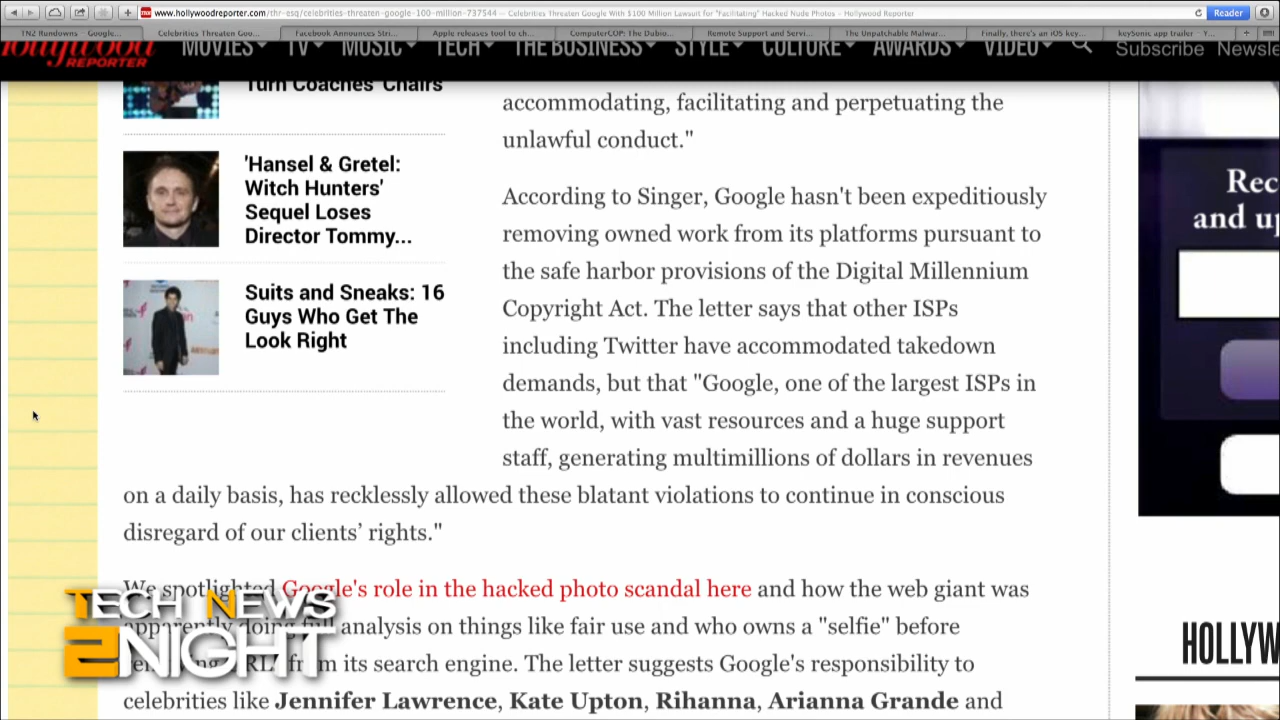 www.hollywoodreporter.com/thr-esq/celebrities-threaten-google-100-million-737544 — Celebrities Threaten Google With $100 Million Lawsuit for "Facilitating" Hacked Nude Photos – Hollywood Reporter
Reader
TN2 Rundowns - Google...
Celebrities Threaten Goo...
Facebook Announces Stri...
Apple releases tool to ch...
ComputerCOP: The Dubio...
Remote Support and Servi...
The Unpatchable Malwar...
Finally, there's an iOS key...
keySonic app trailer - Y...
Hollywood
REPORTER
MOVIES
TV
MUSIC
TECH
THE BUSINESS
STYLE
CULTURE
AWARDS
VIDEO
Subscribe
Newsle
Turn Coaches' Chairs
'Hansel & Gretel:
Witch Hunters'
Sequel Loses
Director Tommy...
Suits and Sneaks: 16
Guys Who Get The
Look Right
accommodating, facilitating and perpetuating the
unlawful conduct."
According to Singer, Google hasn't been expeditiously
removing owned work from its platforms pursuant to
the safe harbor provisions of the Digital Millennium
Copyright Act. The letter says that other ISPs
including Twitter have accommodated takedown
demands, but that "Google, one of the largest ISPs in
the world, with vast resources and a huge support
staff, generating multimillions of dollars in revenues
on a daily basis, has recklessly allowed these blatant violations to continue in conscious
disregard of our clients’ rights."
We spotlighted Google's role in the hacked photo scandal here and how the web giant was
apparently doing full analysis on things like fair use and who owns a "selfie" before
from its search engine. The letter suggests Google's responsibility to
celebrities like Jennifer Lawrence, Kate Upton, Rihanna, Arianna Grande and
TECH NEWS
2NIGHT
Rec
and up
HOLLYW